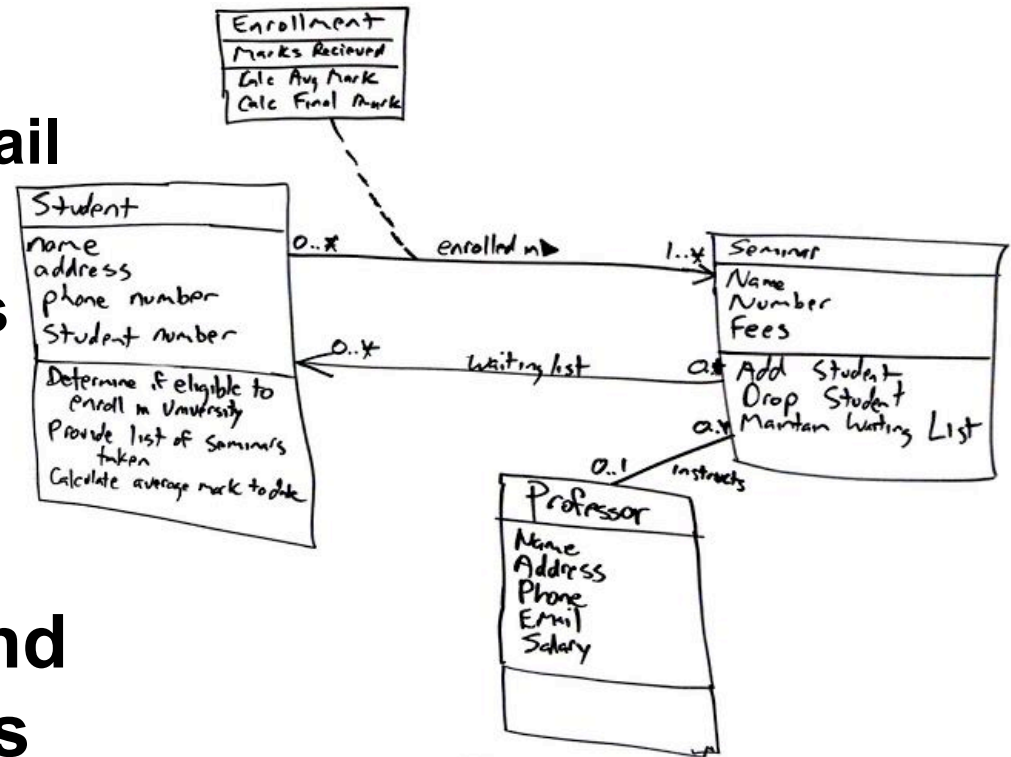 ail
s
nd
s
Enrollment
Marks Recieved
Calc Avg Mark
Calc Final Mark
Student
name
address
phone number
Student number
Determine if eligible to
enroll in University
Provide list of seminars
taken
Calculate average mark to date
0..*
enrolled in
1..*
0..*
waiting list
0..*
Seminar
Name
Number
Fees
Add Student
Drop Student
Maintain Waiting List
0..*
instructs
0..1
Professor
Name
Address
Phone
Email
Salary